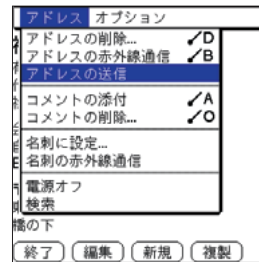 アドレス オプション
アドレスの削除... ／D
アドレスの赤外線通信 ／B
アドレスの送信
コメントの添付 ／A
コメントの削除... ／O
名刺に設定...
名刺の赤外線通信
電源オフ
検索
橋の下
終了 編集 新規 複製